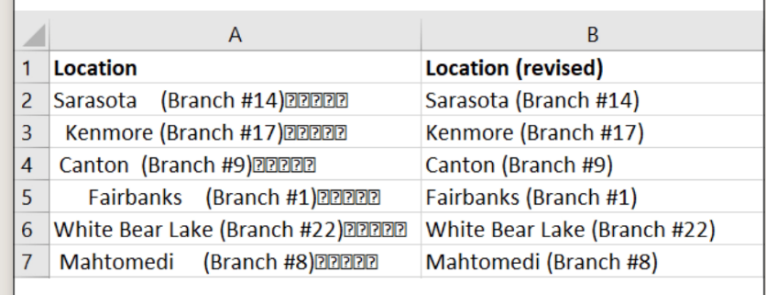 A B
1 Location Location (revised)
2 Sarasota    (Branch #14)⍰⍰⍰⍰⍰ Sarasota (Branch #14)
3   Kenmore (Branch #17)⍰⍰⍰⍰⍰ Kenmore (Branch #17)
4  Canton  (Branch #9)⍰⍰⍰⍰⍰ Canton (Branch #9)
5      Fairbanks    (Branch #1)⍰⍰⍰⍰⍰ Fairbanks (Branch #1)
6 White Bear Lake (Branch #22)⍰⍰⍰⍰⍰ White Bear Lake (Branch #22)
7  Mahtomedi     (Branch #8)⍰⍰⍰⍰⍰ Mahtomedi (Branch #8)